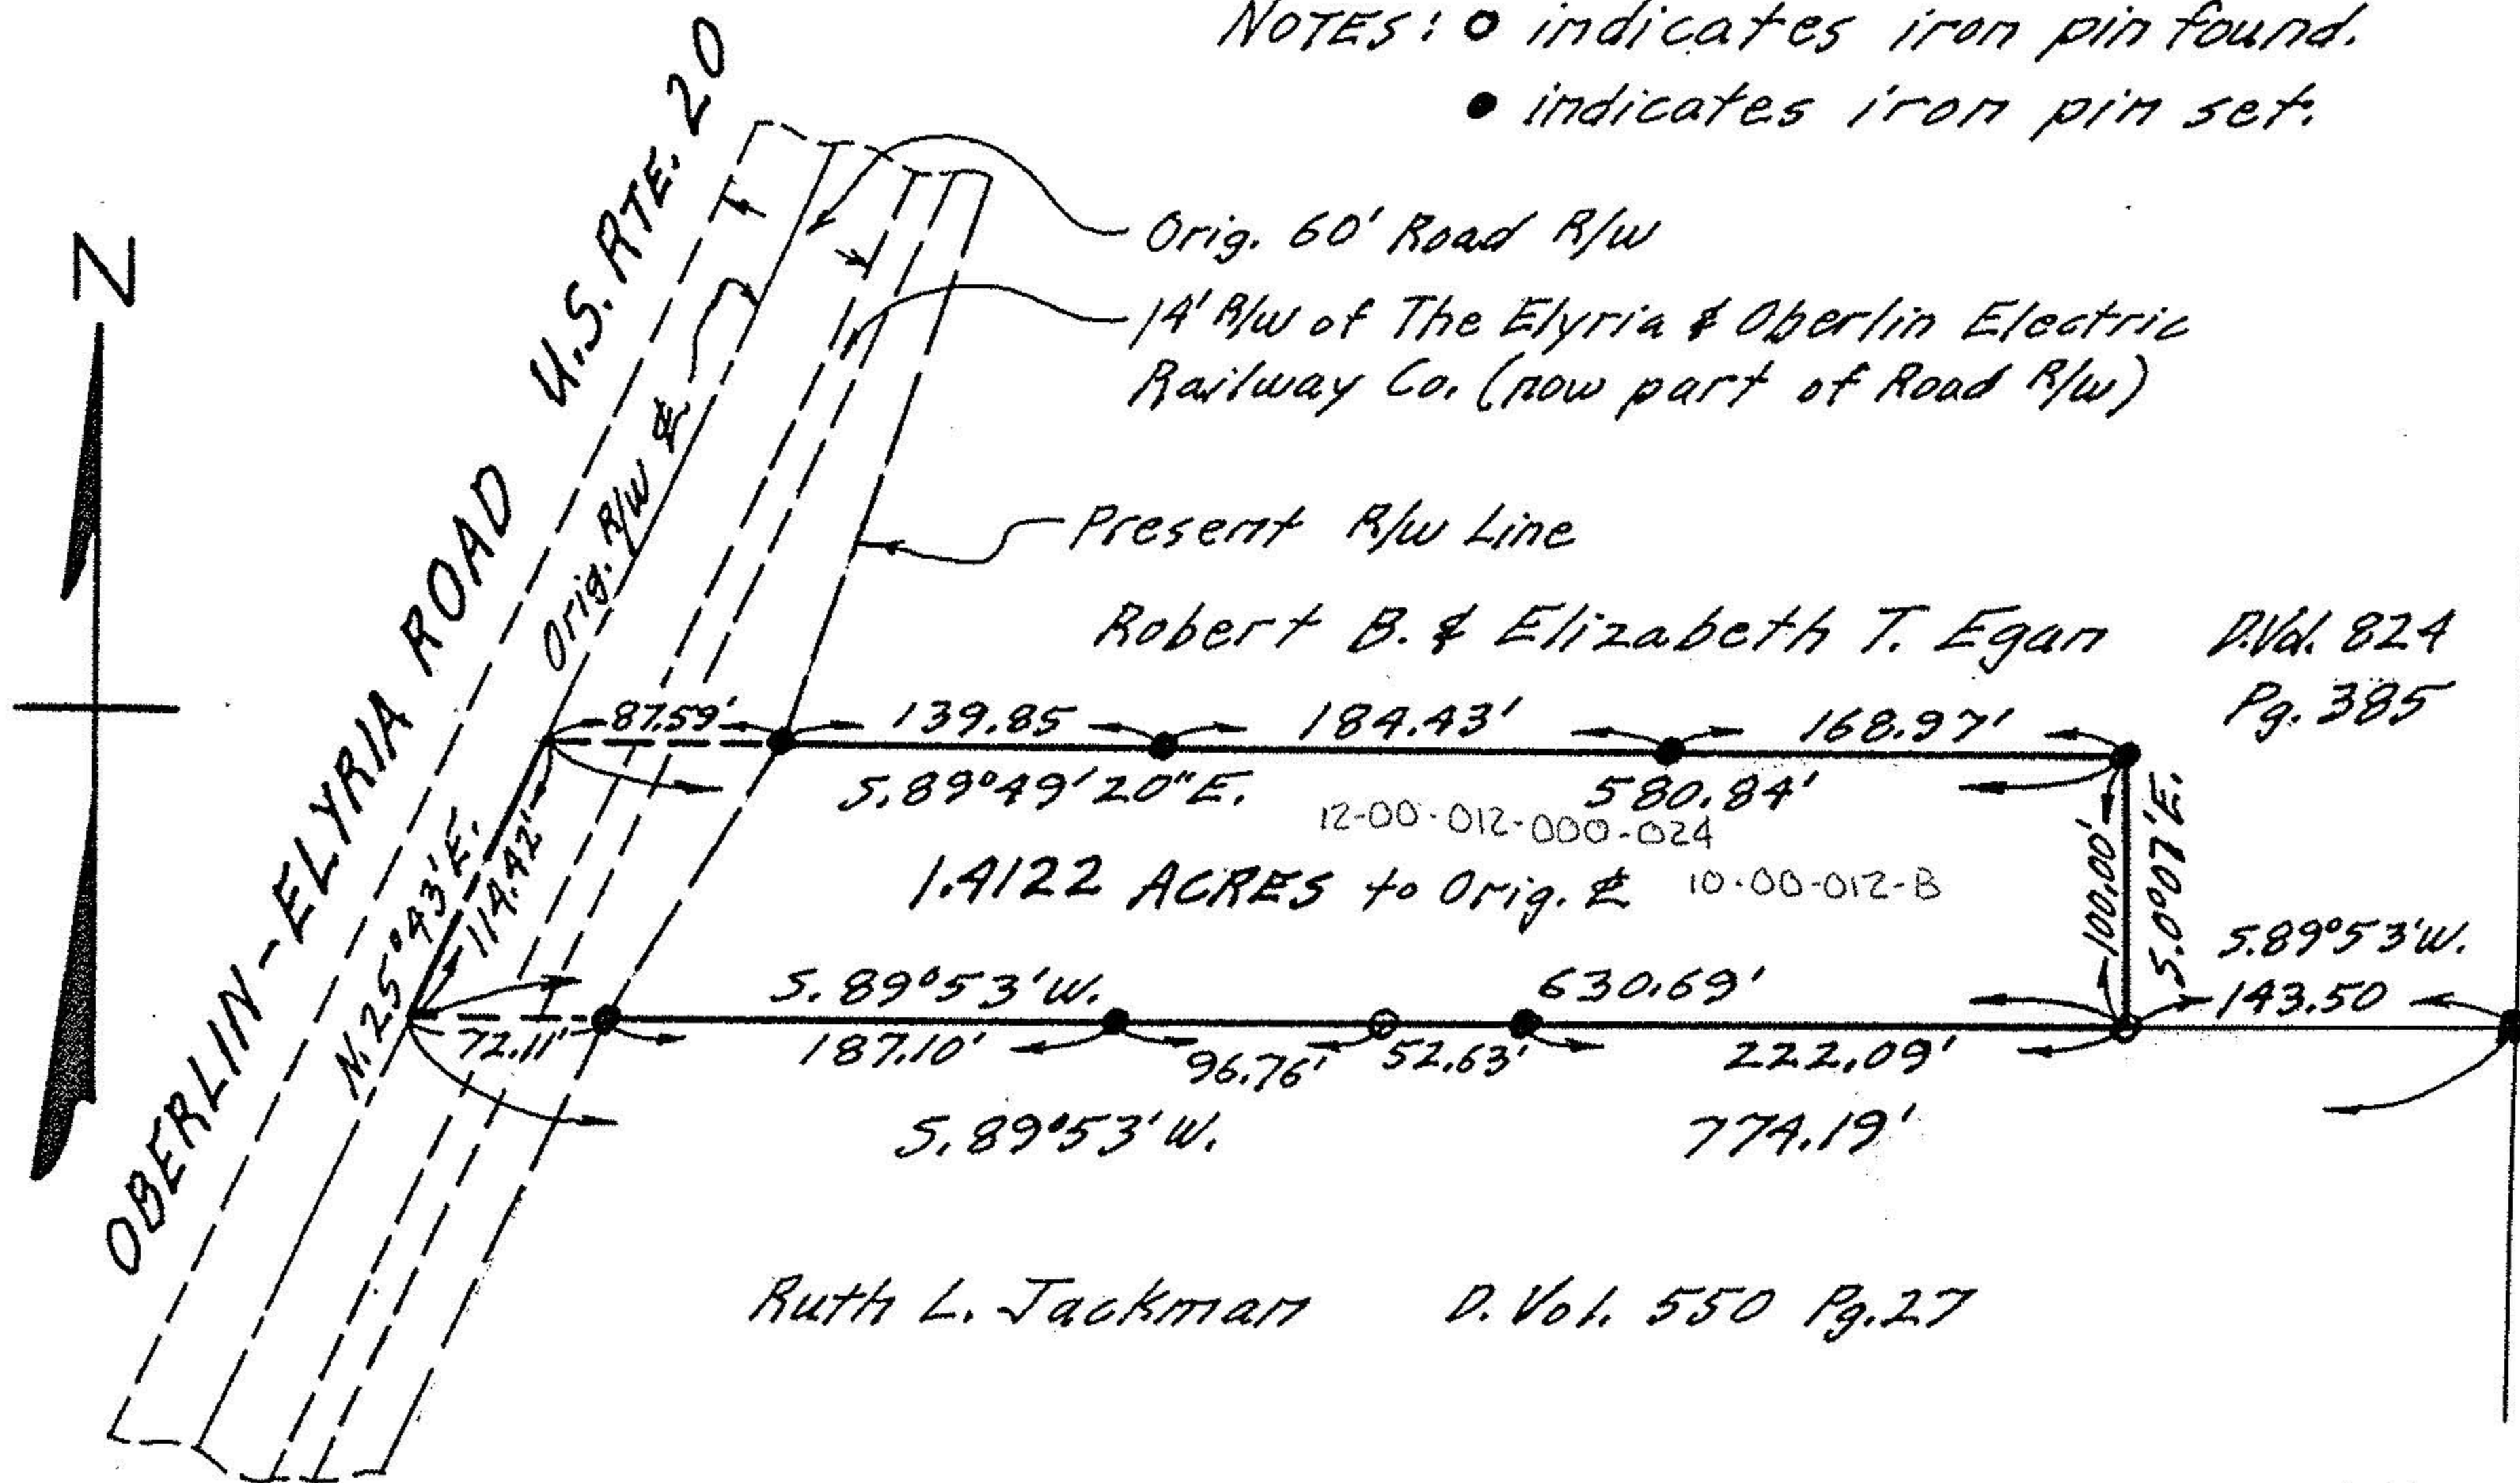 NOTES: o indicates iron pin found.
● indicates iron pin set.
N
OBERLIN-ELYRIA ROAD U.S. RTE. 20
Orig. 60' Road R/W
14' R/W of The Elyria & Oberlin Electric
Railway Co. (now part of Road R/W)
Orig. R/W ℄
Present R/W Line
Robert B. & Elizabeth T. Egan D.Vol. 824
Pg. 385
87.59' 139.85 184.43' 168.97'
S.89°49'20"E. 580.84'
12-00-012-000-024
1.4122 ACRES to Orig. ℄ 10-00-012-B
N.25°43'E.
114.42'
100.00'
S.0°07'E.
S.89°53'W.
143.50
S.89°53'W. 630.69'
72.11' 187.10' 96.76' 52.63' 222.09'
S.89°53'W. 774.19'
Ruth L. Jackman D. Vol. 550 Pg.27